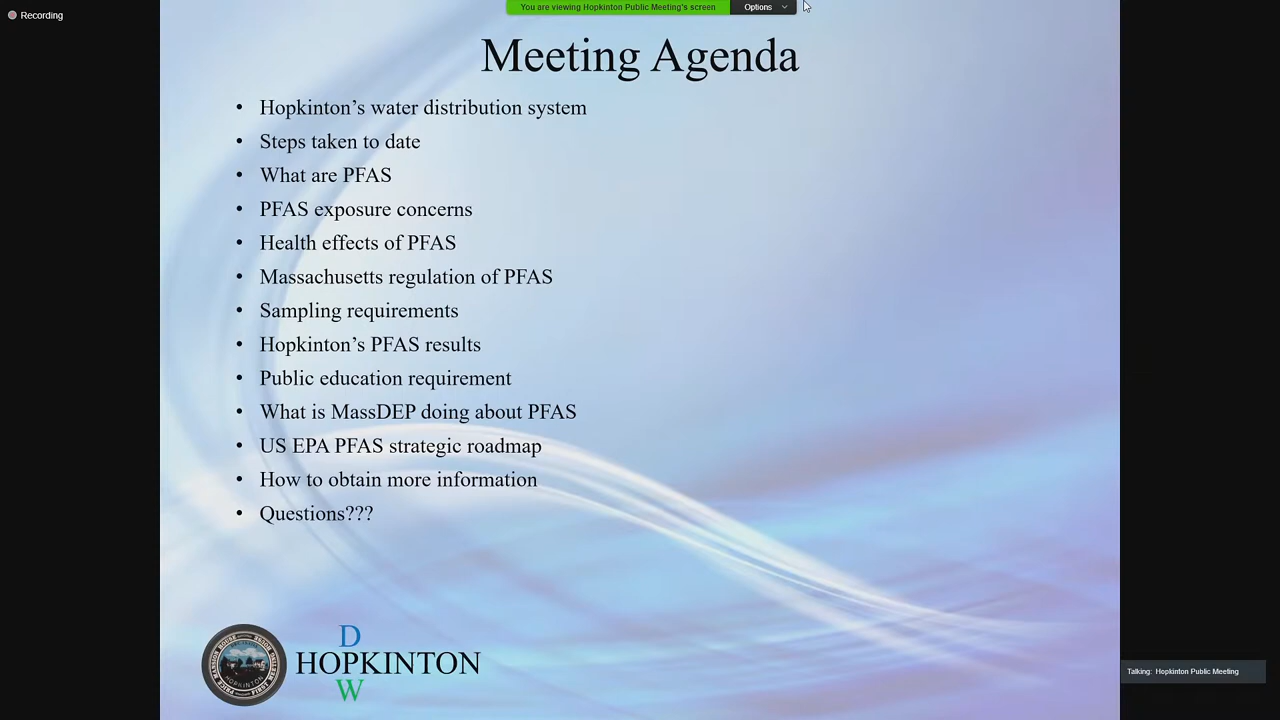 Recording
You are viewing Hopkinton Public Meeting's screen
Options
Meeting Agenda
• Hopkinton’s water distribution system
• Steps taken to date
• What are PFAS
• PFAS exposure concerns
• Health effects of PFAS
• Massachusetts regulation of PFAS
• Sampling requirements
• Hopkinton’s PFAS results
• Public education requirement
• What is MassDEP doing about PFAS
• US EPA PFAS strategic roadmap
• How to obtain more information
• Questions???
D
HOPKINTON
W
HOPKINTON
Talking: Hopkinton Public Meeting